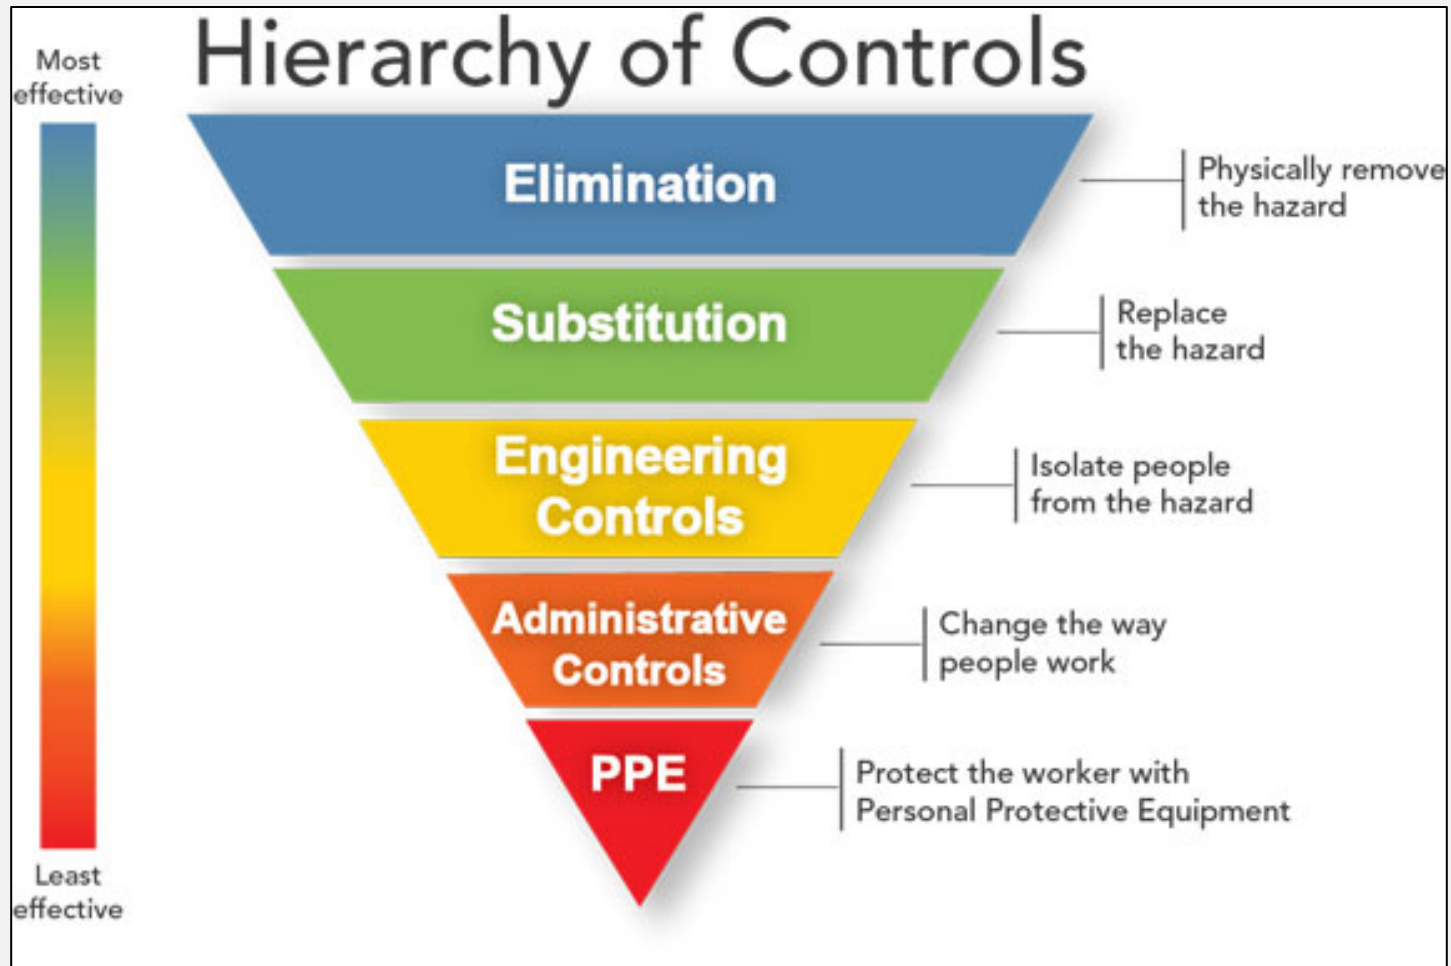 Hierarchy of Controls
Most
effective
Elimination
Physically remove
the hazard
Substitution
Replace
the hazard
Engineering
Controls
Isolate people
from the hazard
Administrative
Controls
Change the way
people work
PPE
Protect the worker with
Personal Protective Equipment
Least
effective